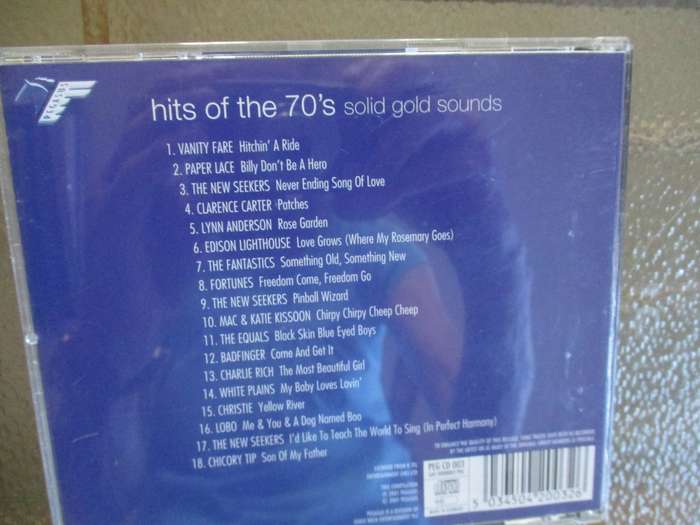 PEGASUS
hits of the 70's solid gold sounds
1. VANITY FARE Hitchin' A Ride
2. PAPER LACE Billy Don't Be A Hero
3. THE NEW SEEKERS Never Ending Song Of Love
4. CLARENCE CARTER Patches
5. LYNN ANDERSON Rose Garden
6. EDISON LIGHTHOUSE Love Grows (Where My Rosemary Goes)
7. THE FANTASTICS Something Old, Something New
8. FORTUNES Freedom Come, Freedom Go
9. THE NEW SEEKERS Pinball Wizard
10. MAC & KATIE KISSOON Chirpy Chirpy Cheep Cheep
11. THE EQUALS Black Skin Blue Eyed Boys
12. BADFINGER Come And Get It
13. CHARLIE RICH The Most Beautiful Girl
14. WHITE PLAINS My Baby Loves Lovin'
15. CHRISTIE Yellow River
16. LOBO Me & You & A Dog Named Boo
17. THE NEW SEEKERS I'd Like To Teach The World To Sing (In Perfect Harmony)
18. CHICORY TIP Son Of My Father
PEG CD 003
5 034504 200326